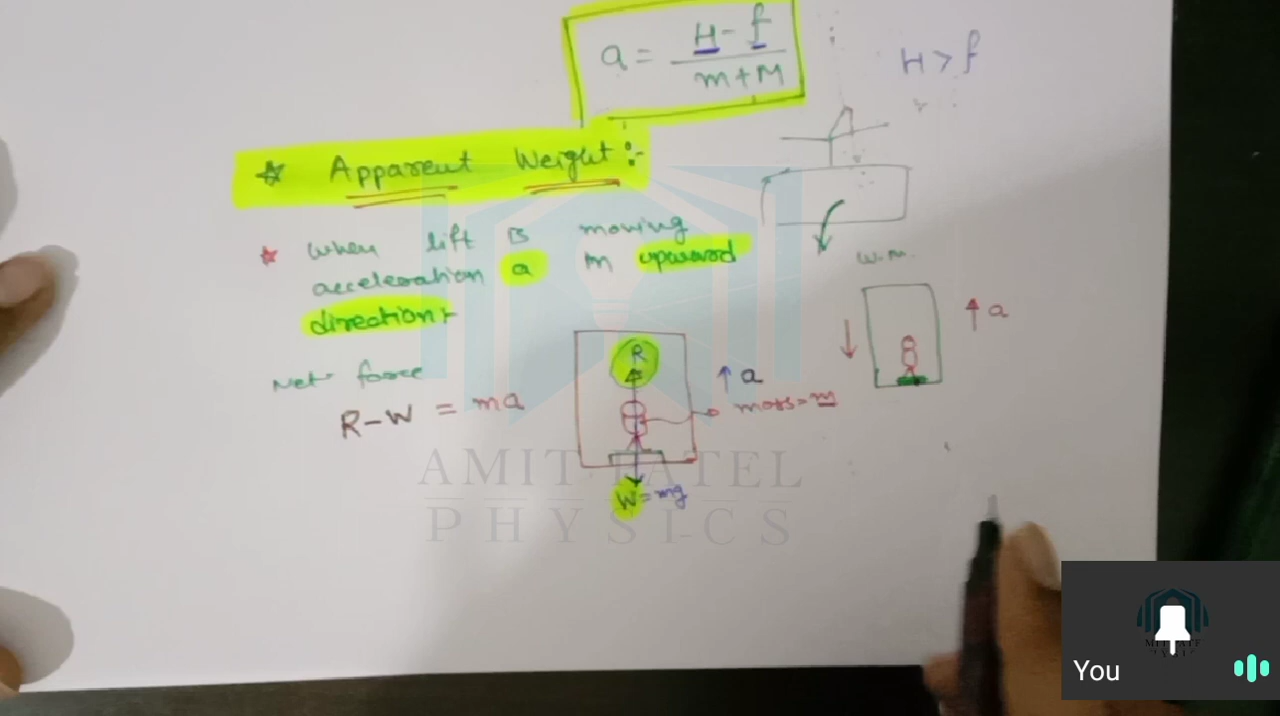 a = H - f
m + M
H > f
☆ Apparent Weight :-
☆ When lift is moving
acceleration a in upward
direction :-
W.M.
↑ a
R
↑ a
mass = m
Net force
R - W = ma
W = mg
AMIT PATEL
PHYSICS
You